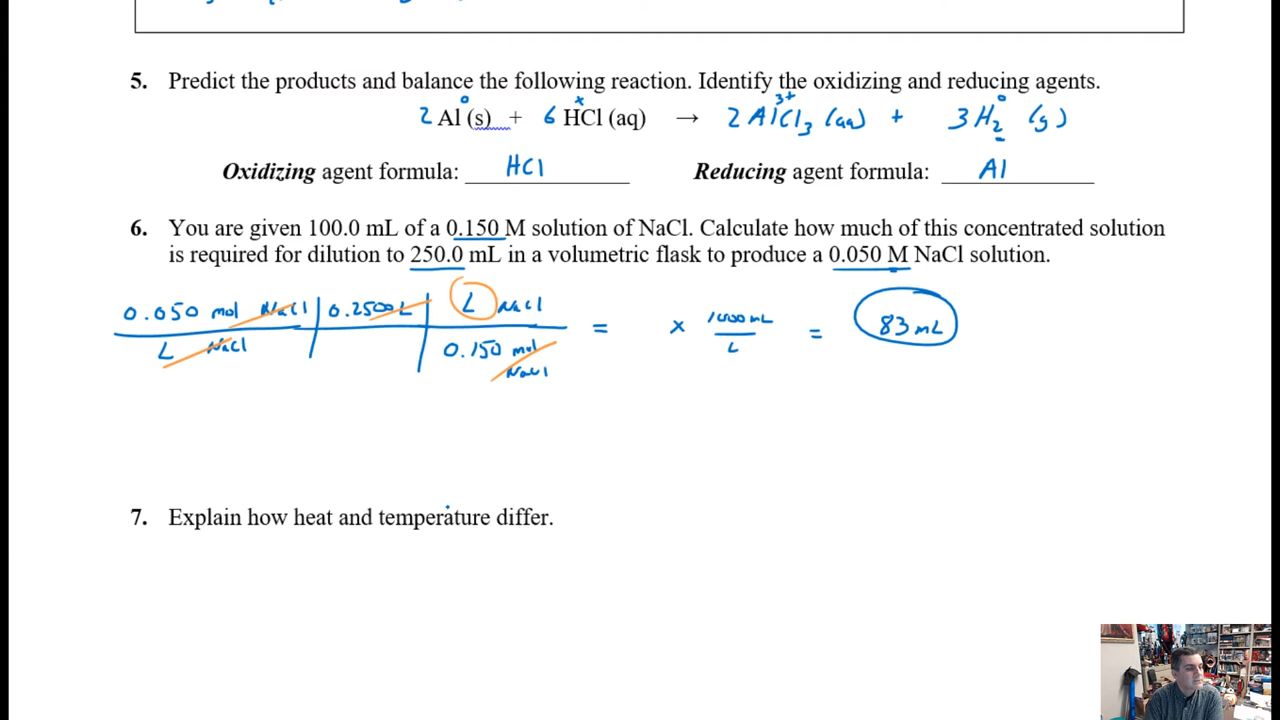 5. Predict the products and balance the following reaction. Identify the oxidizing and reducing agents.
0 + 3+ 0
2 Al (s) + 6 HCl (aq) → 2 AlCl3 (aq) + 3 H2 (g)
Oxidizing agent formula: HCl Reducing agent formula: Al
6. You are given 100.0 mL of a 0.150 M solution of NaCl. Calculate how much of this concentrated solution
is required for dilution to 250.0 mL in a volumetric flask to produce a 0.050 M NaCl solution.
0.050 mol NaCl | 0.2500 L | L NaCl
= × 1000 mL = 83 mL
L NaCl 0.150 mol L
NaCl
7. Explain how heat and temperature differ.